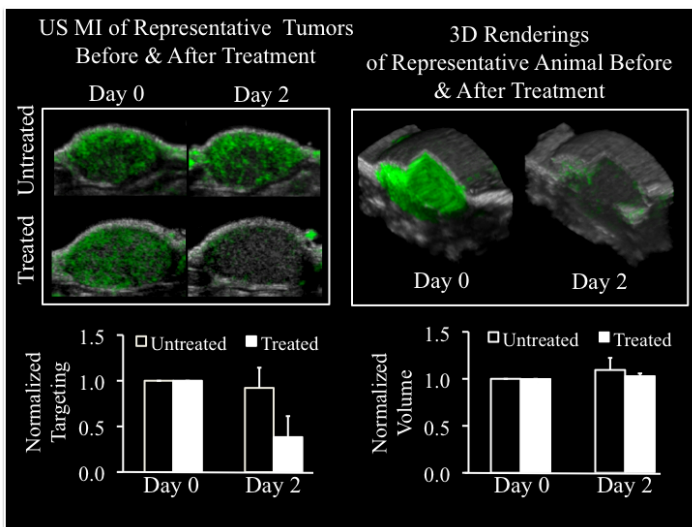 US MI of Representative Tumors
Before & After Treatment
Day 0
Day 2
Untreated
Treated
3D Renderings
of Representative Animal Before
& After Treatment
Day 0
Day 2
Normalized
Targeting
1.5
1.0
0.5
0.0
Untreated
Treated
Day 0
Day 2
Normalized
Volume
1.5
1.0
0.5
0.0
Untreated
Treated
Day 0
Day 2